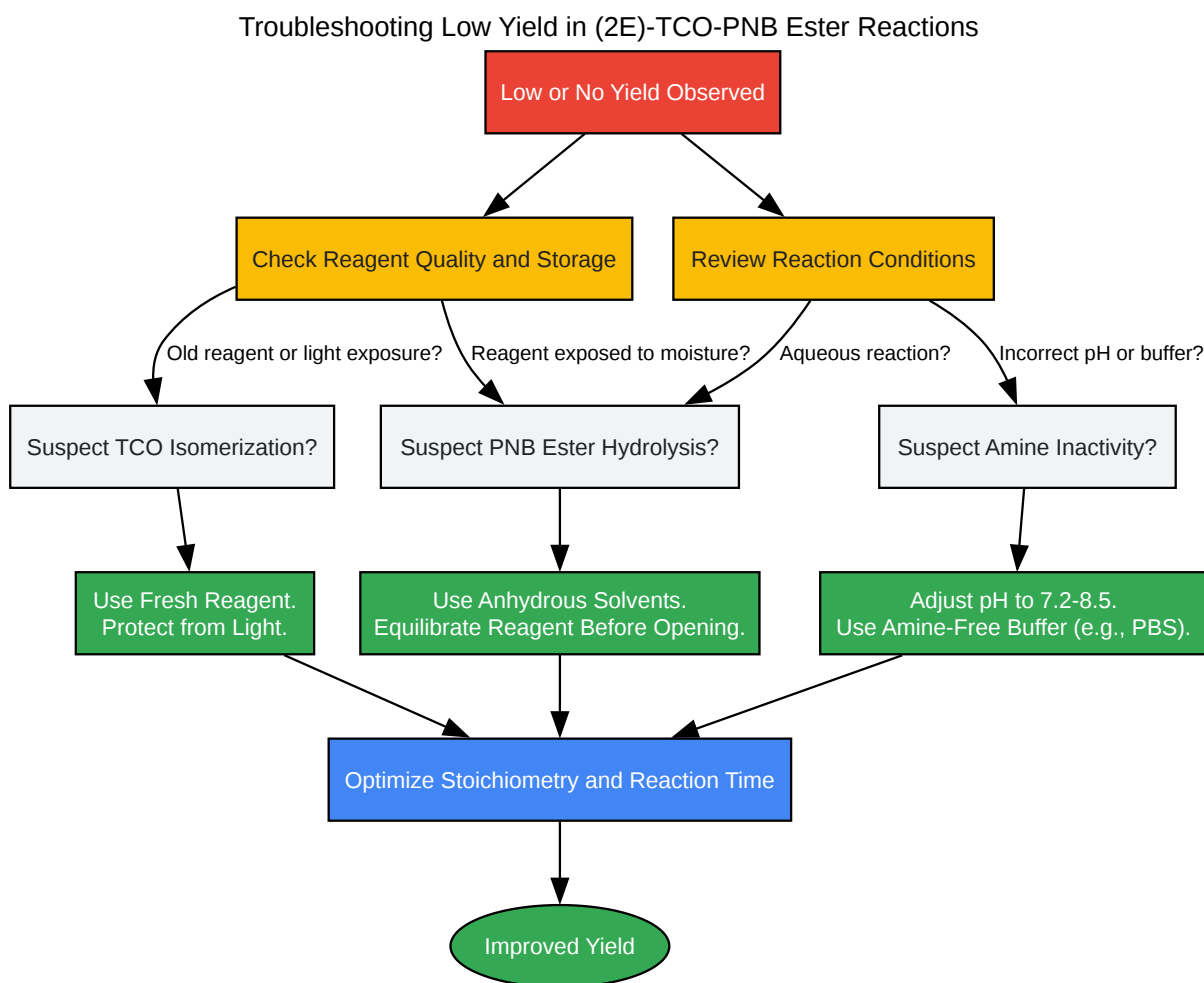 Troubleshooting Low Yield in (2E)-TCO-PNB Ester Reactions
Low or No Yield Observed
Check Reagent Quality and Storage
Review Reaction Conditions
Old reagent or light exposure?
Reagent exposed to moisture?
Aqueous reaction?
Incorrect pH or buffer?
Suspect TCO Isomerization?
Suspect PNB Ester Hydrolysis?
Suspect Amine Inactivity?
Use Fresh Reagent.
Protect from Light.
Use Anhydrous Solvents.
Equilibrate Reagent Before Opening.
Adjust pH to 7.2-8.5.
Use Amine-Free Buffer (e.g., PBS).
Optimize Stoichiometry and Reaction Time
Improved Yield